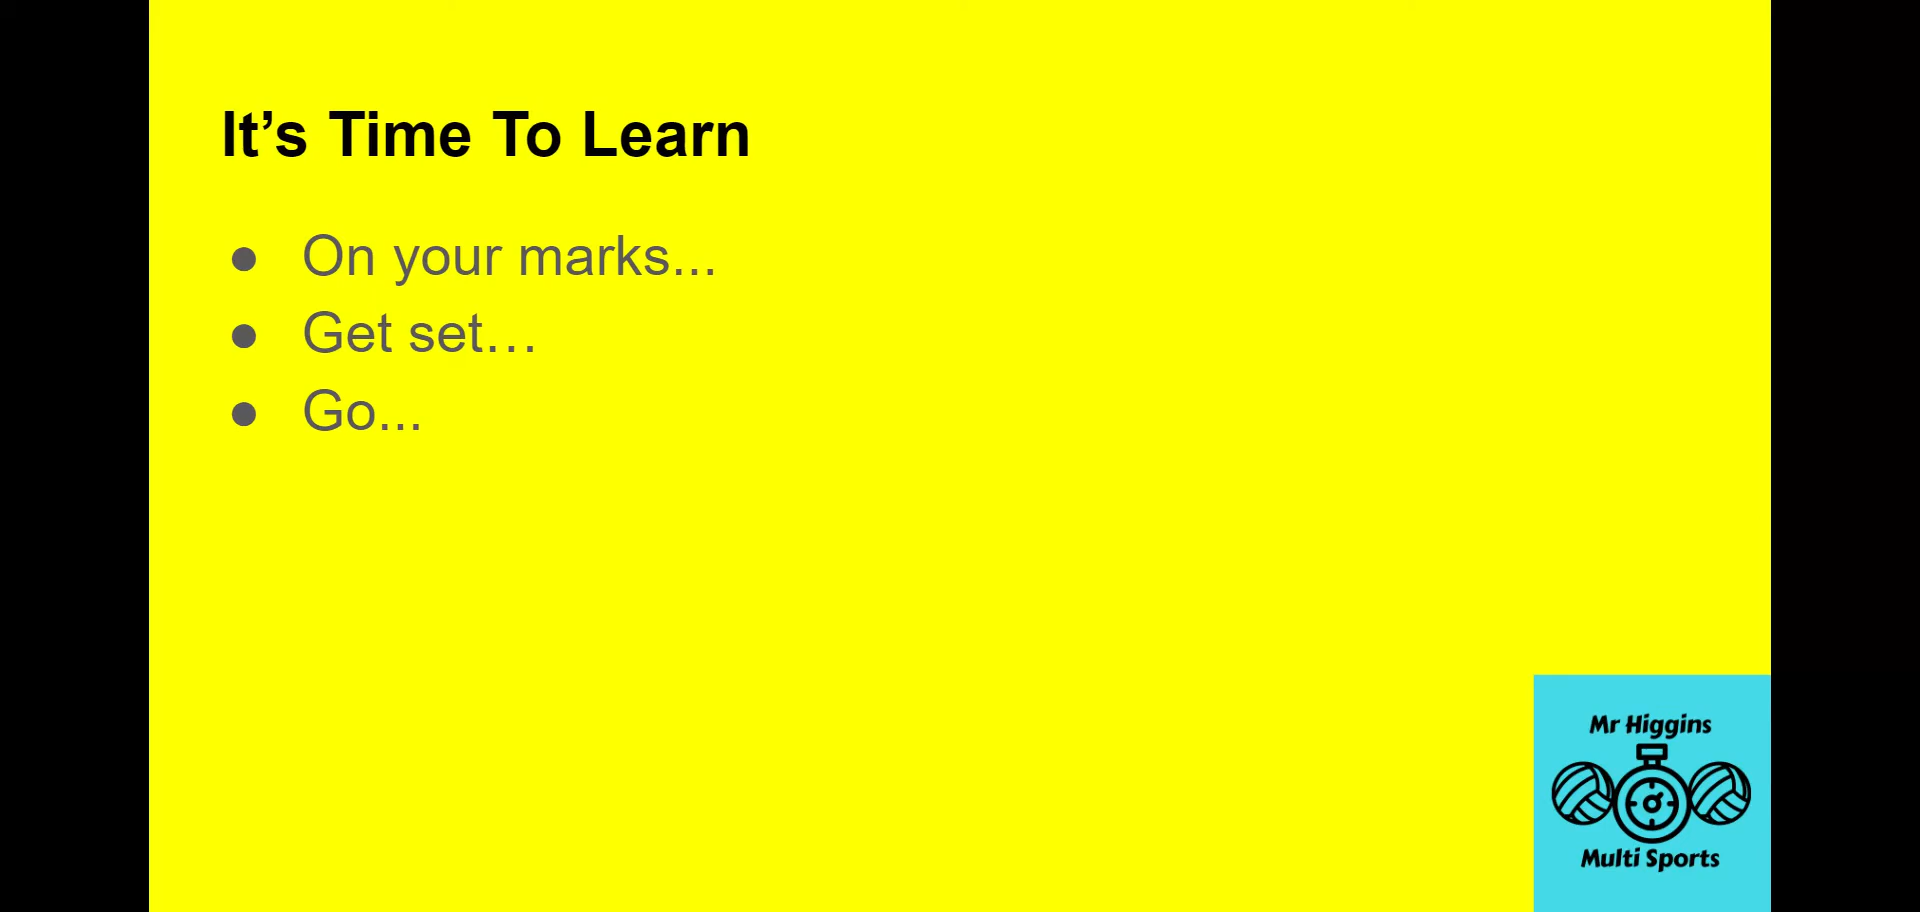 It’s Time To Learn
● On your marks...
● Get set…
● Go...
Mr Higgins
Multi Sports